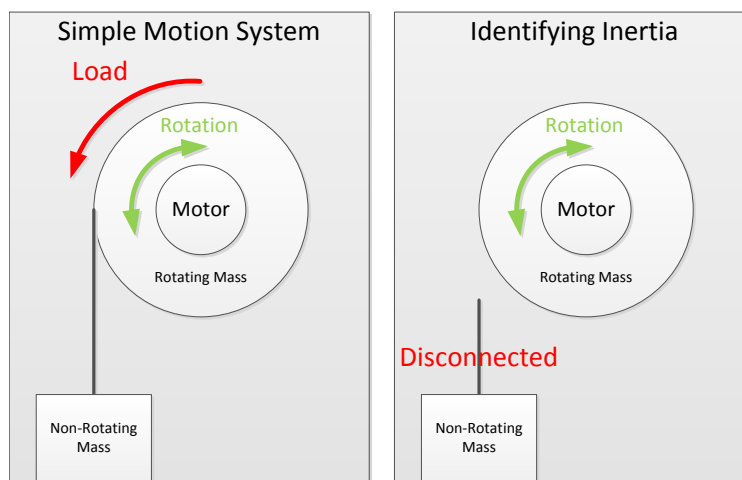 Simple Motion System
Load
Rotation
Motor
Rotating Mass
Non-Rotating
Mass
Identifying Inertia
Rotation
Motor
Rotating Mass
Disconnected
Non-Rotating
Mass